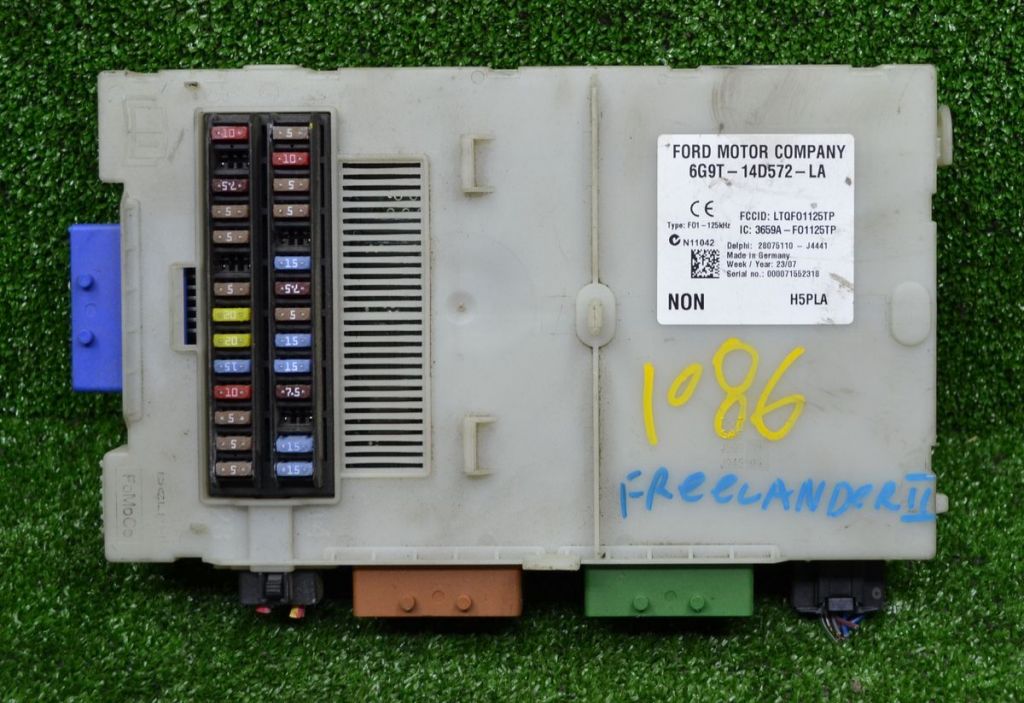 FORD MOTOR COMPANY
6G9T-14D572-LA
CE
Type: F01-125kHz
FCCID: LTQF01125TP
IC: 3659A-F01125TP
N11042
Delphi: 28075110 - J4441
Made in Germany
Week / Year: 23/07
Serial no.: 000071552318
NON
H5PLA
1086
FREELANDER II
FoMoCo
10
7.5
5
5
5
20
20
15
10
5
5
5
5
10
5
5
15
7.5
5
15
15
7.5
15
15